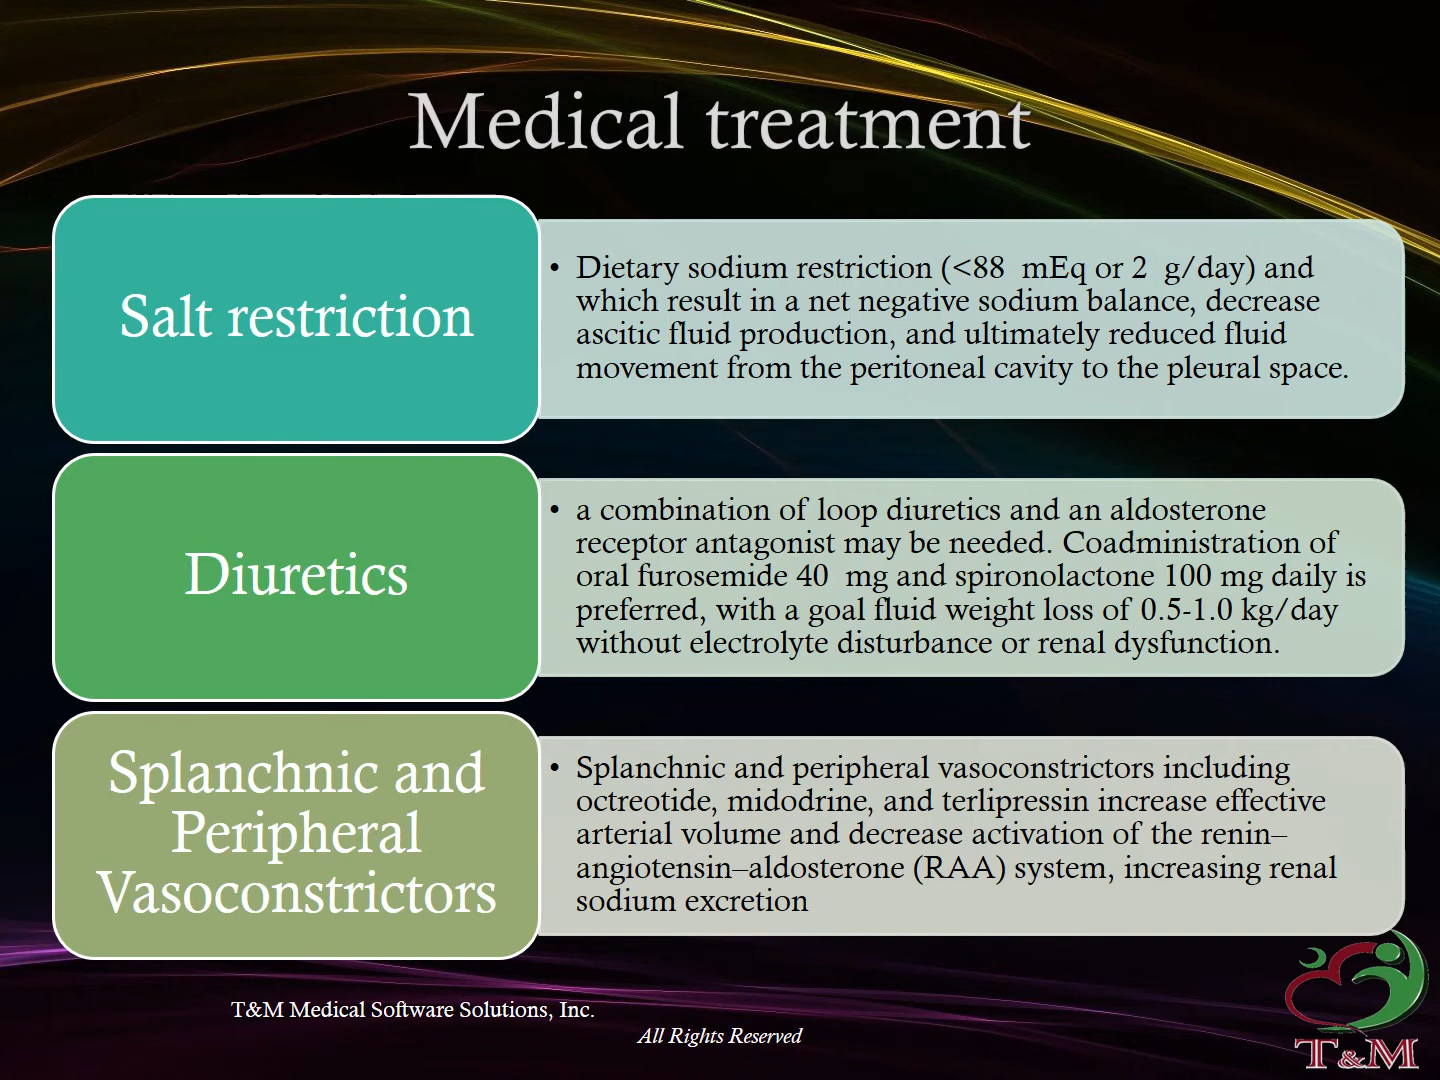 Medical treatment
Salt restriction
• Dietary sodium restriction (<88  mEq or 2  g/day) and
which result in a net negative sodium balance, decrease
ascitic fluid production, and ultimately reduced fluid
movement from the peritoneal cavity to the pleural space.
Diuretics
• a combination of loop diuretics and an aldosterone
receptor antagonist may be needed. Coadministration of
oral furosemide 40  mg and spironolactone 100 mg daily is
preferred, with a goal fluid weight loss of 0.5-1.0 kg/day
without electrolyte disturbance or renal dysfunction.
Splanchnic and
Peripheral
Vasoconstrictors
• Splanchnic and peripheral vasoconstrictors including
octreotide, midodrine, and terlipressin increase effective
arterial volume and decrease activation of the renin–
angiotensin–aldosterone (RAA) system, increasing renal
sodium excretion
T&M Medical Software Solutions, Inc.
All Rights Reserved
T&M